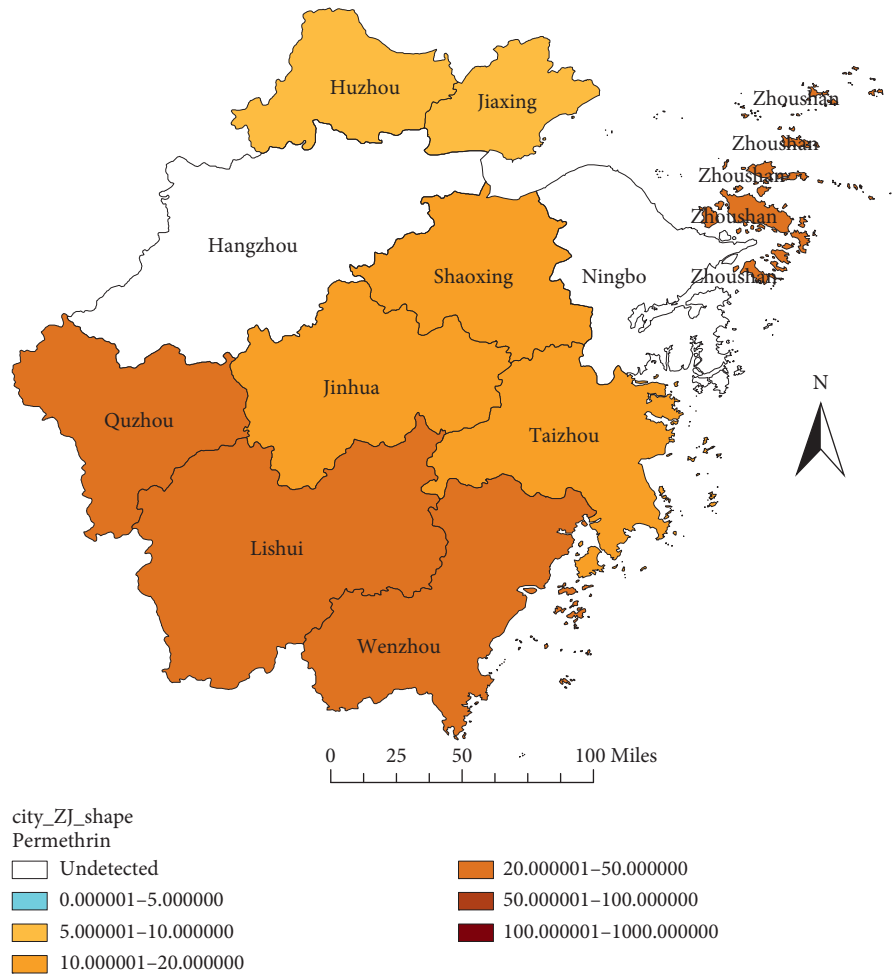 Huzhou
Jiaxing
Zhoushan
Zhoushan
Zhoushan
Zhoushan
Hangzhou
Shaoxing
Ningbo
Zhoushan
Jinhua
N
Quzhou
Taizhou
Lishui
Wenzhou
0 25 50 100 Miles
city_ZJ_shape
Permethrin
Undetected
0.000001–5.000000
5.000001–10.000000
10.000001–20.000000
20.000001–50.000000
50.000001–100.000000
100.000001–1000.000000